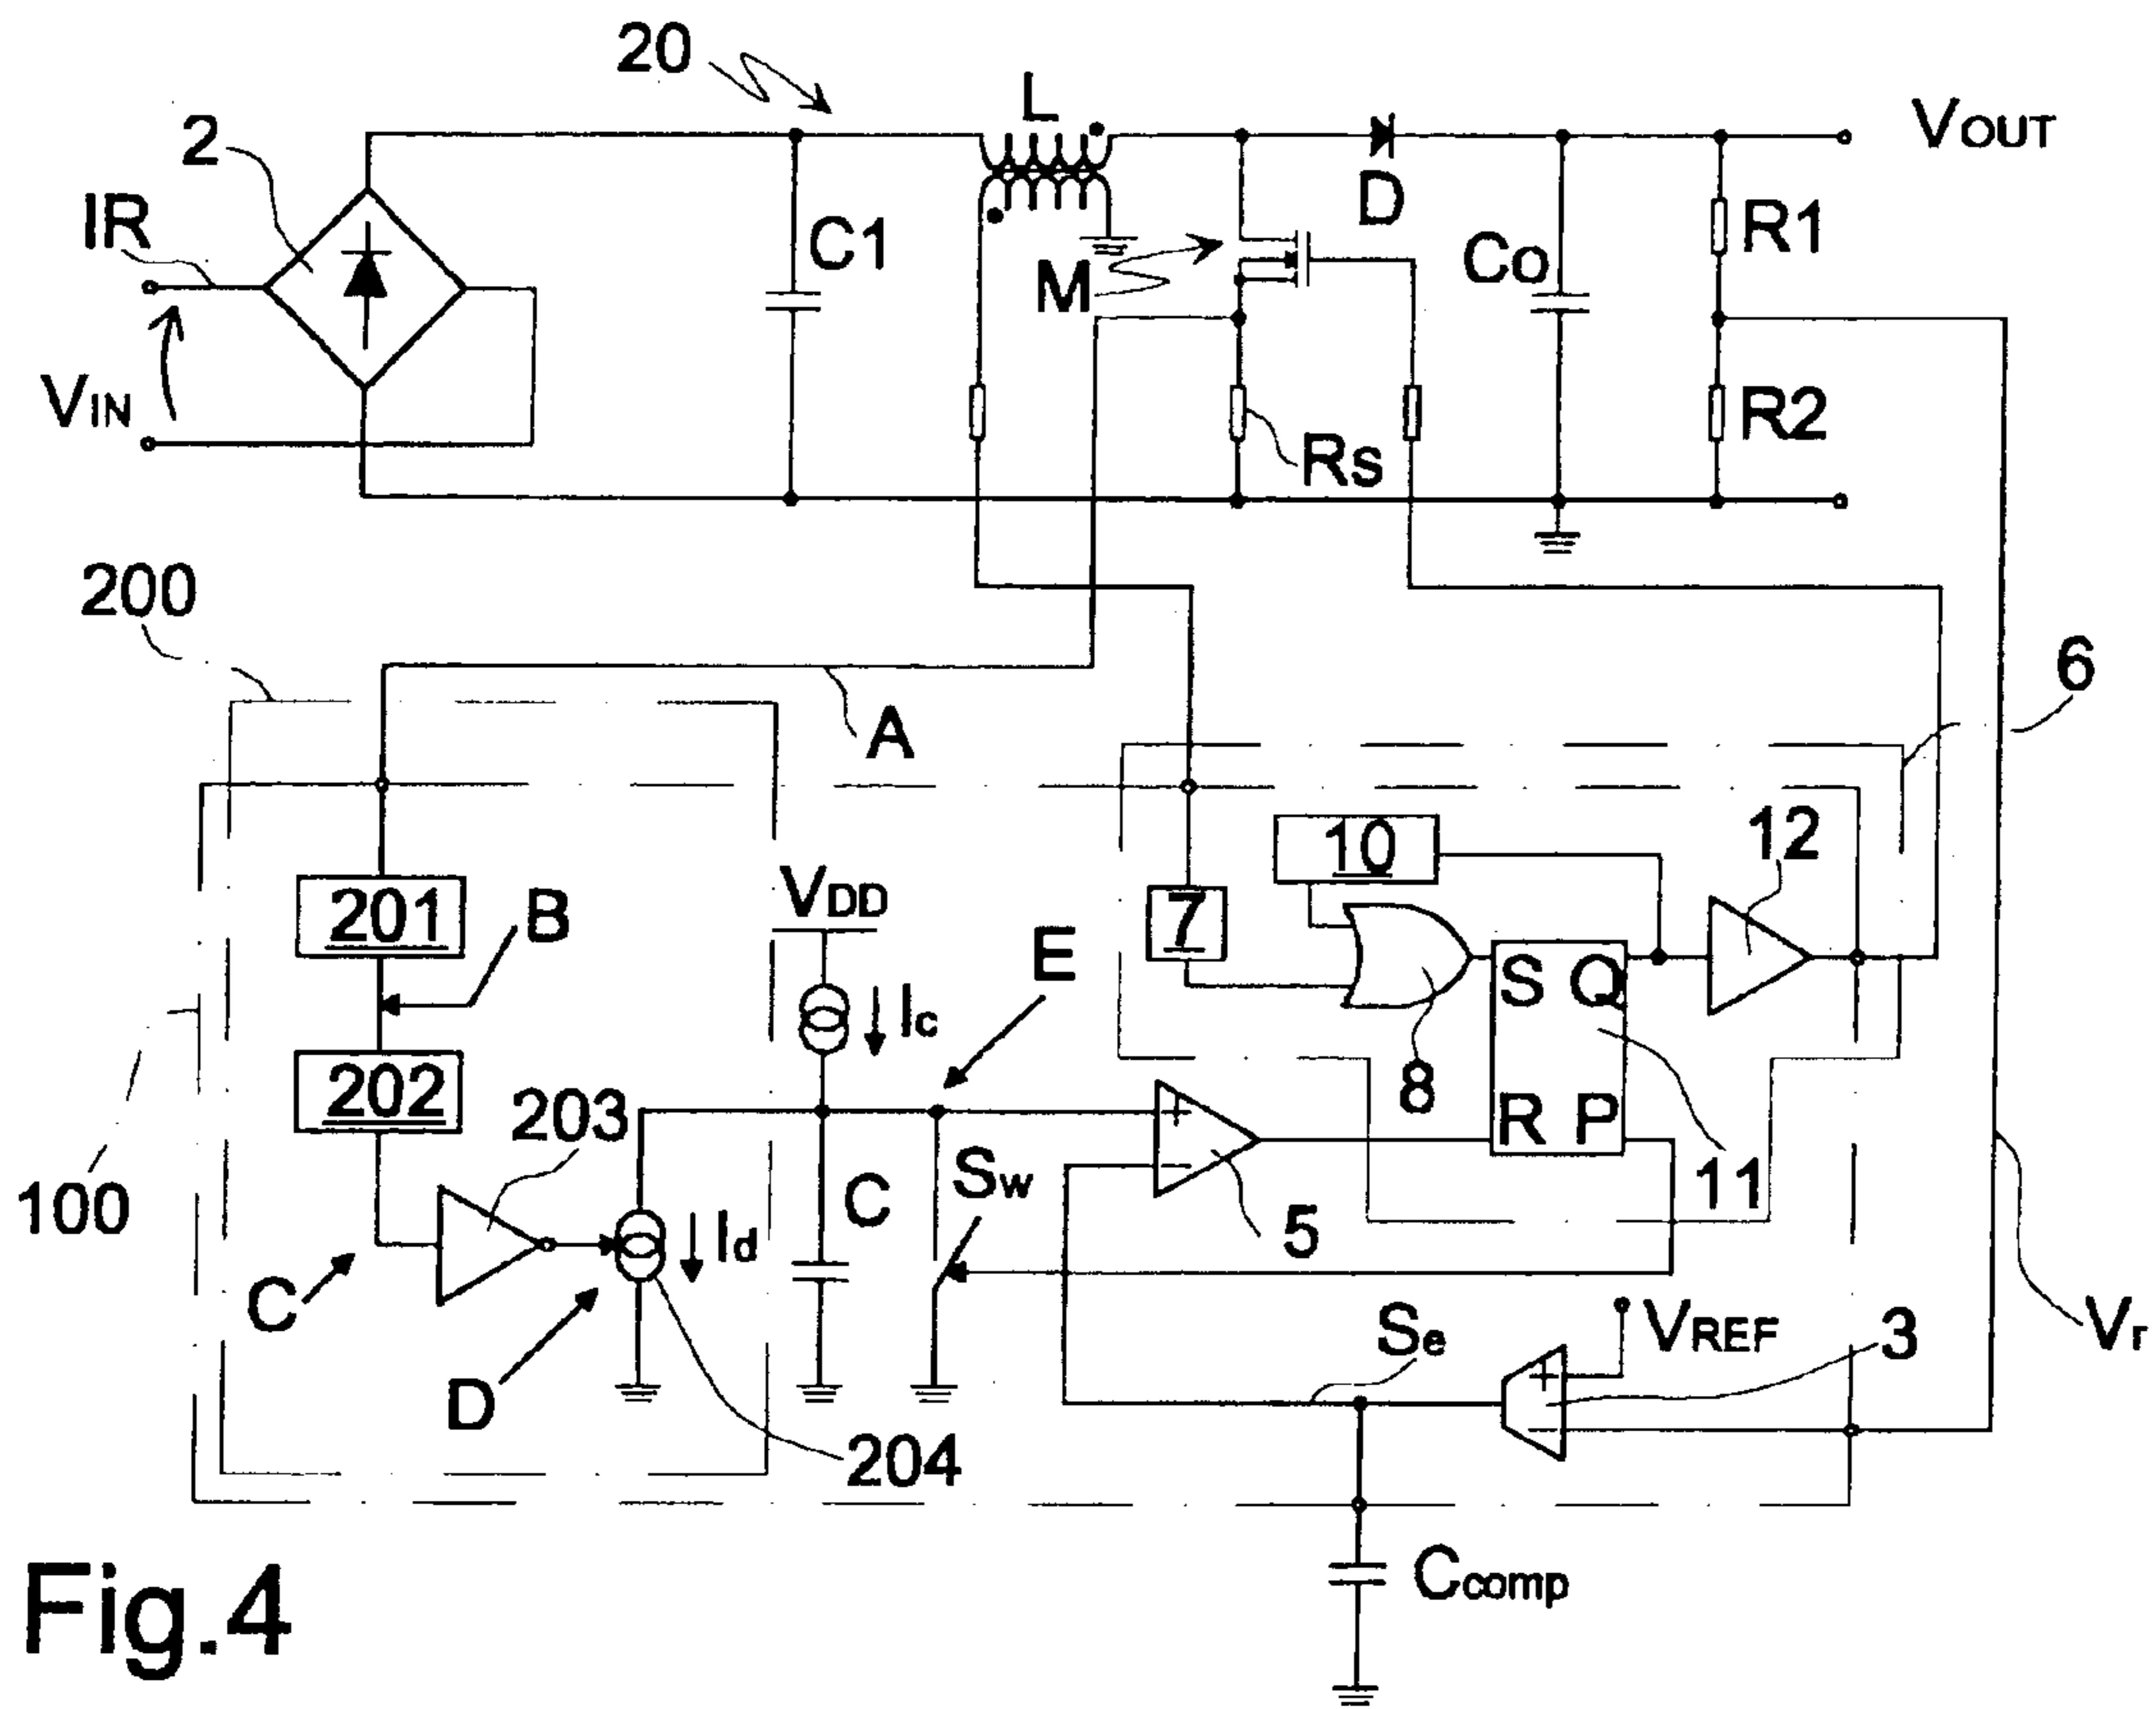 20
L
VOUT
2
IR
C1
D
R1
M
Co
VIN
R2
Rs
200
6
A
10
12
VDD
7
201
B
E
S Q
Ic
8
202
203
R P
Sw
C
11
5
Id
100
C
Se
VREF
3
Vr
D
204
Ccomp
Fig.4